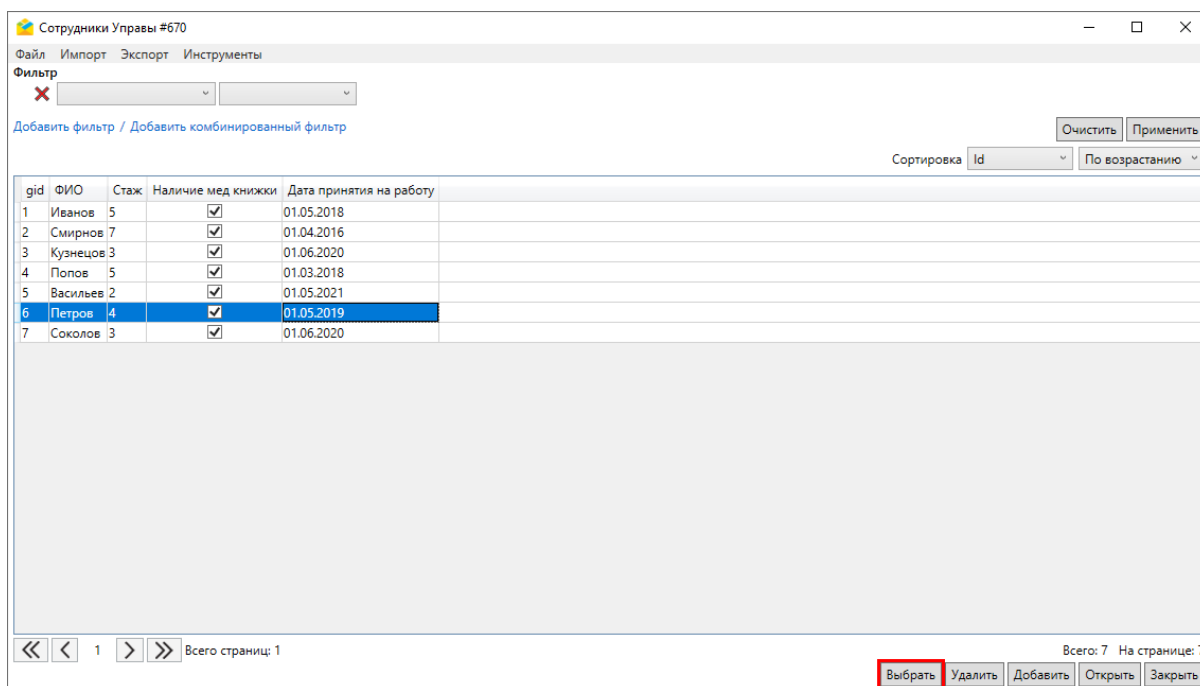 Сотрудники Управы #670
Файл Импорт Экспорт Инструменты
Фильтр
Добавить фильтр / Добавить комбинированный фильтр
Очистить Применить
Сортировка Id По возрастанию
gid ФИО Стаж Наличие мед книжки Дата принятия на работу
1 Иванов 5 01.05.2018
2 Смирнов 7 01.04.2016
3 Кузнецов 3 01.06.2020
4 Попов 5 01.03.2018
5 Васильев 2 01.05.2021
6 Петров 4 01.05.2019
7 Соколов 3 01.06.2020
1 Всего страниц: 1
Всего: 7 На странице: 7
Выбрать Удалить Добавить Открыть Закрыть